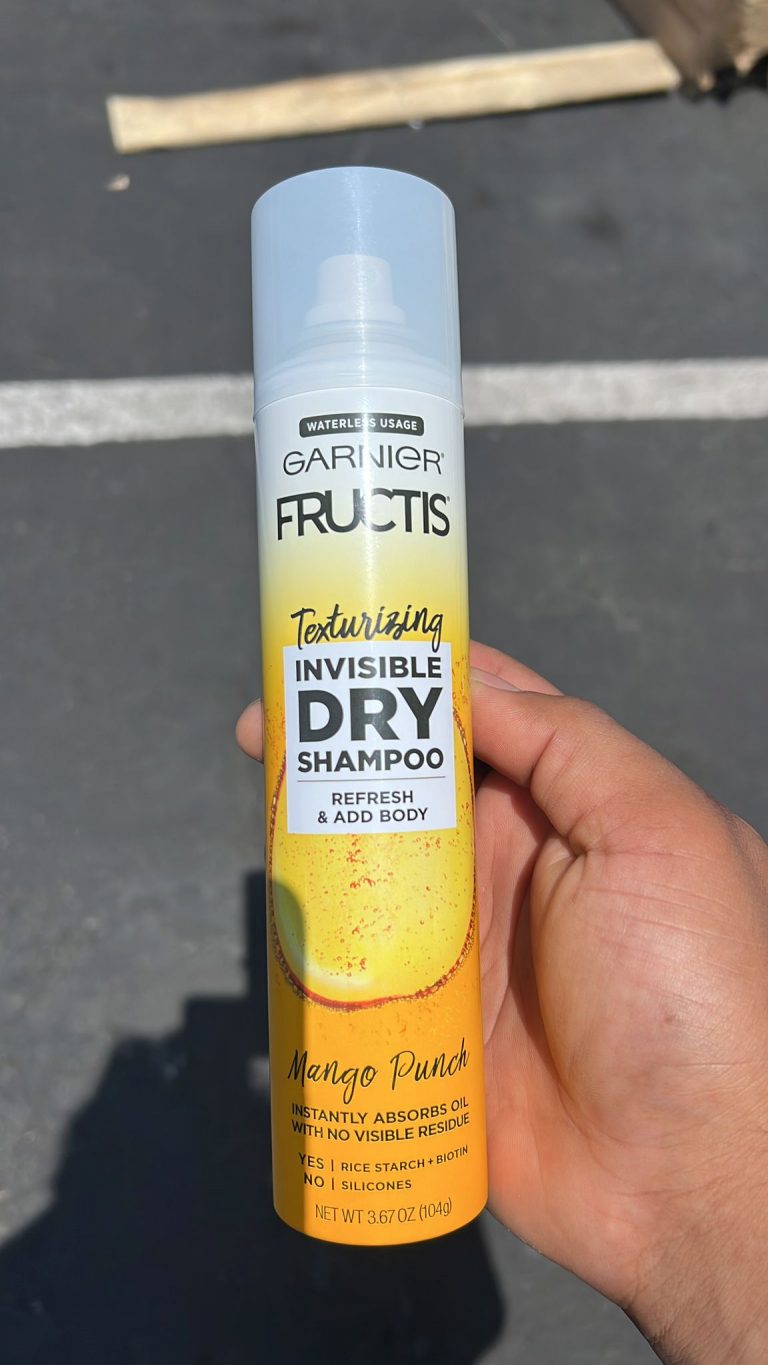 WATERLESS USAGE
GARNIER®
FRUCTIS®
Texturizing
INVISIBLE
DRY
SHAMPOO
REFRESH
& ADD BODY
Mango Punch
INSTANTLY ABSORBS OIL
WITH NO VISIBLE RESIDUE
YES | RICE STARCH + BIOTIN
NO | SILICONES
NET WT 3.67 OZ (104g)